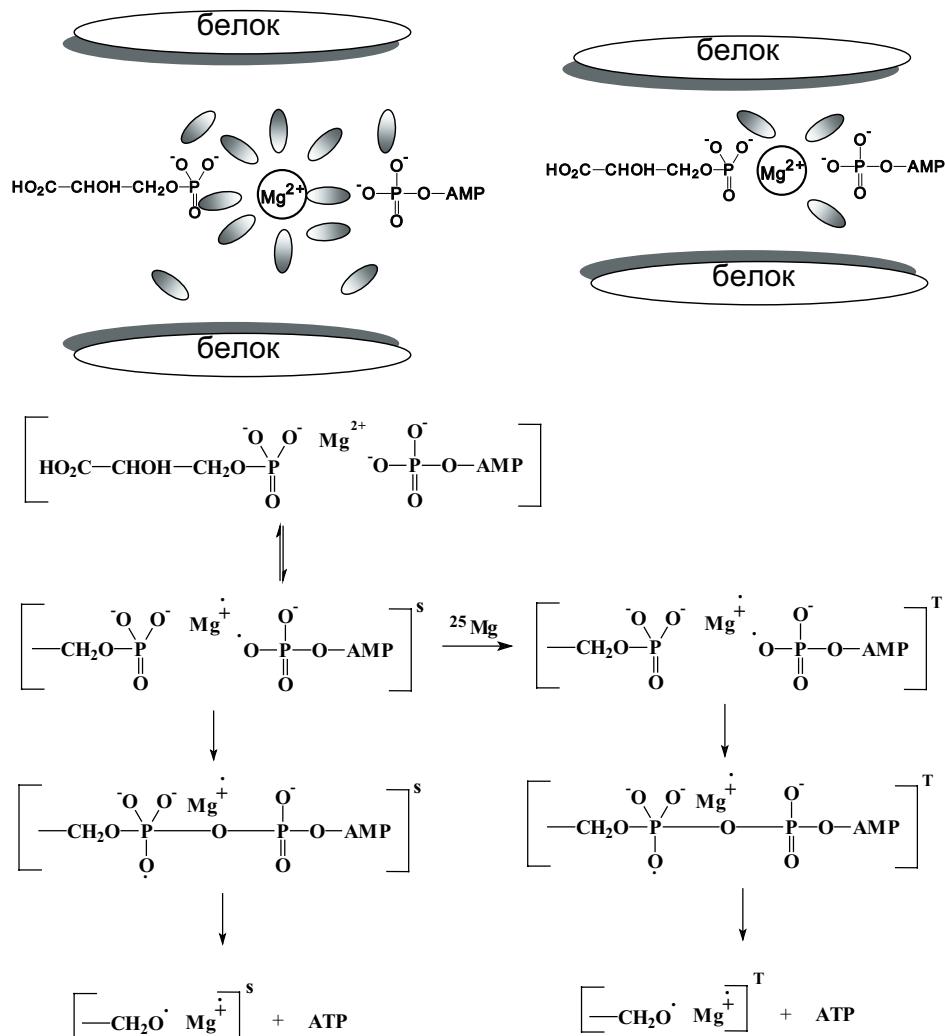 белок
белок
HO₂C—CHOH—CH₂O—P
⁻O O⁻
O
Mg²⁺
O⁻
⁻O—P—O—AMP
O
белок
белок
HO₂C—CHOH—CH₂O—P
⁻O O⁻
O
Mg²⁺
O⁻
⁻O—P—O—AMP
O
⁻O O⁻ Mg²⁺ O⁻
HO₂C—CHOH—CH₂O—P ⁻O—P—O—AMP
O O
S
⁻O O⁻ Mg⁺ O⁻
—CH₂O—P ·O—P—O—AMP
O O
²⁵Mg
T
⁻O O⁻ Mg⁺ O⁻
—CH₂O—P ·O—P—O—AMP
O O
S
⁻O O⁻ Mg⁺ O⁻
—CH₂O—P—O—P—O—AMP
O· O
T
⁻O O⁻ Mg⁺ O⁻
—CH₂O—P—O—P—O—AMP
O· O
[—CH₂O· Mg⁺]S + ATP
[—CH₂O· Mg⁺]T + ATP